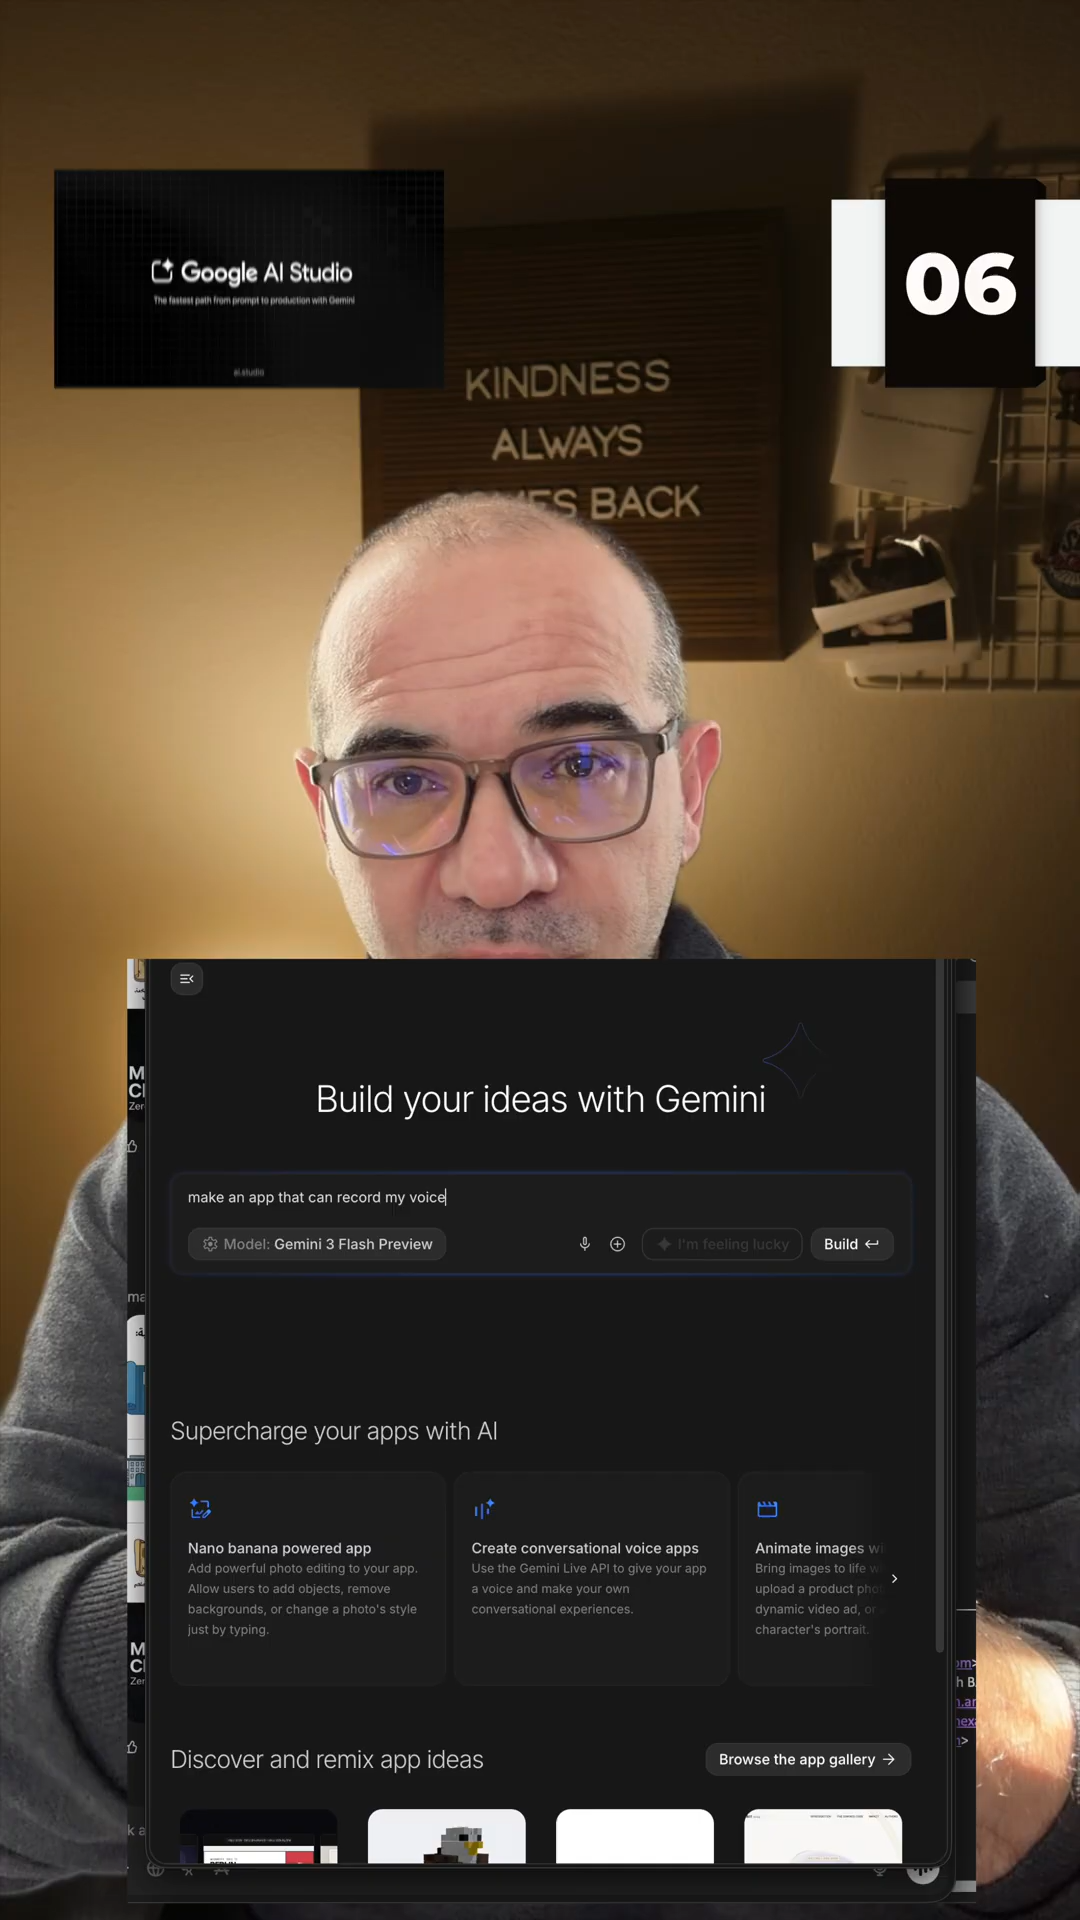 Google AI Studio
The fastest path from prompt to production with Gemini
ai.studio
06
KINDNESS
ALWAYS
BACK
Build your ideas with Gemini
make an app that can record my voice
Model: Gemini 3 Flash Preview
I'm feeling lucky
Build
Supercharge your apps with AI
Nano banana powered app
Add powerful photo editing to your app.
Allow users to add objects, remove
backgrounds, or change a photo's style
just by typing.
Create conversational voice apps
Use the Gemini Live API to give your app
a voice and make your own
conversational experiences.
Animate images
Bring images to life
upload a product
dynamic video ad, or
character's portrait.
Discover and remix app ideas
Browse the app gallery